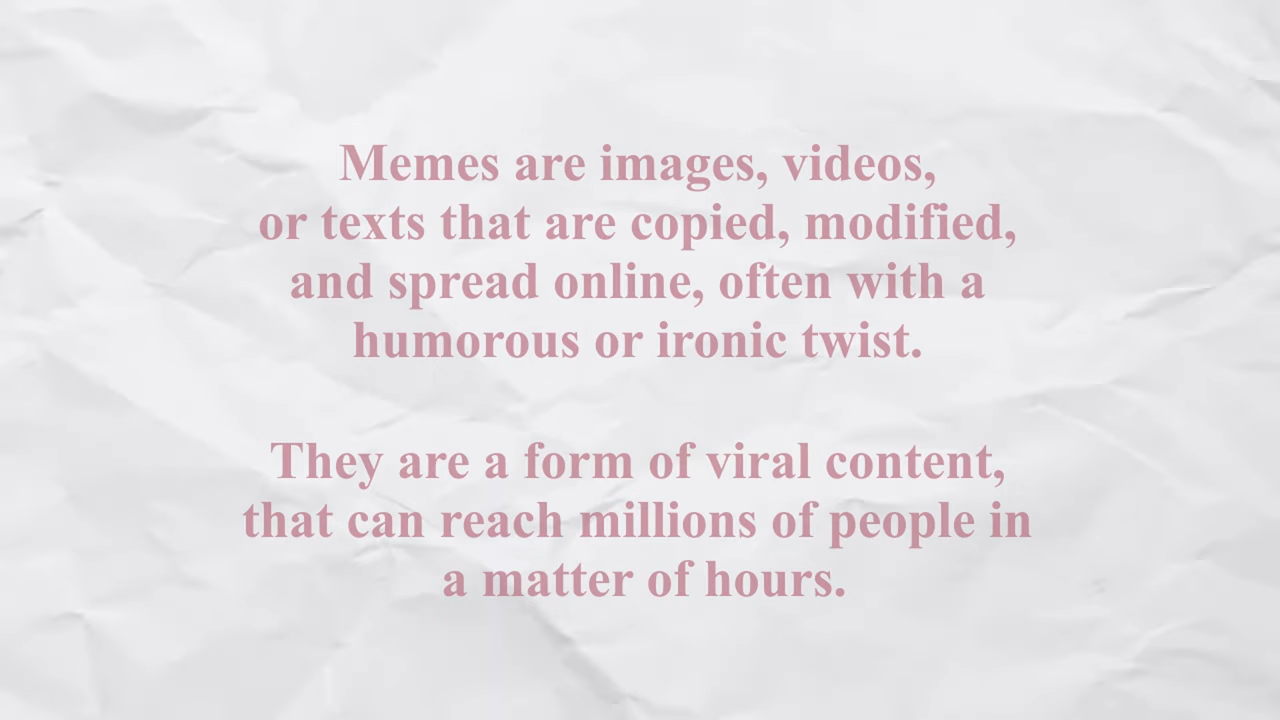 Memes are images, videos,
or texts that are copied, modified,
and spread online, often with a
humorous or ironic twist.
They are a form of viral content,
that can reach millions of people in
a matter of hours.